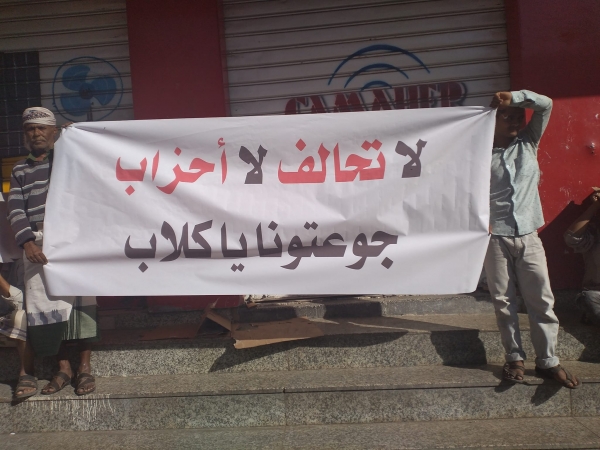 لا تحالف لا أحزاب
جوعتونا يا كلاب